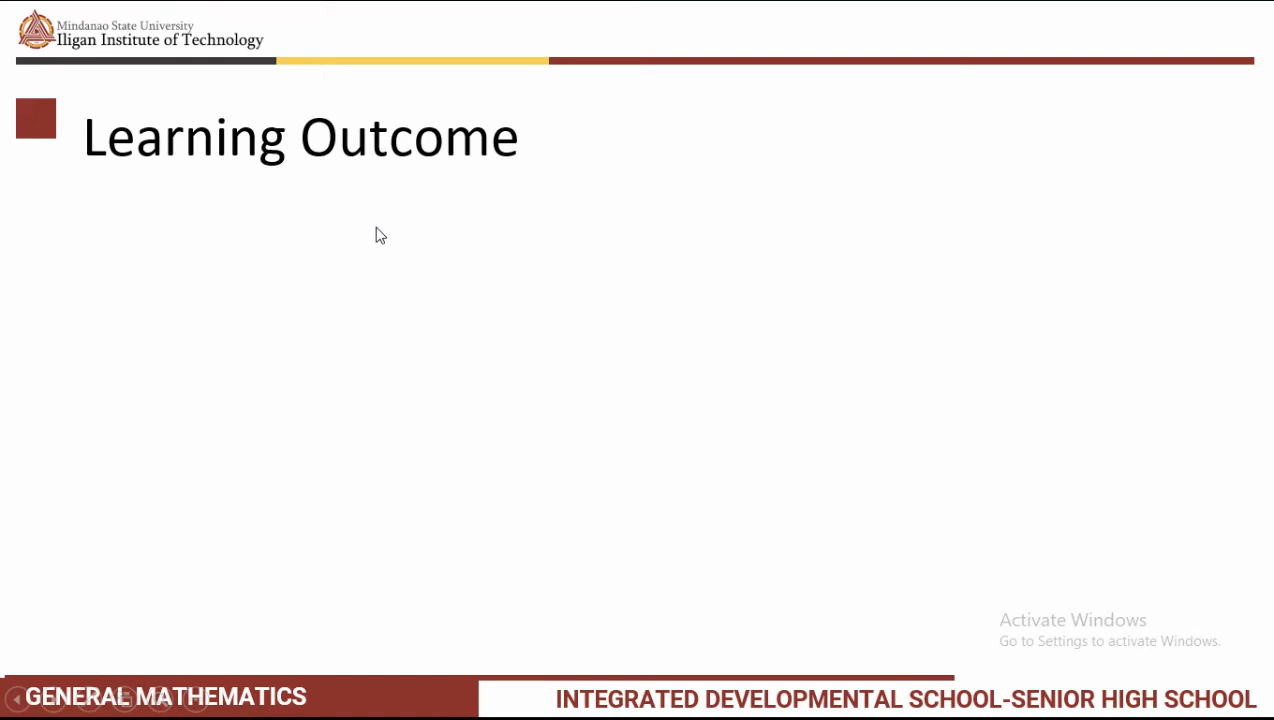 Mindanao State University
Iligan Institute of Technology
Learning Outcome
Activate Windows
Go to Settings to activate Windows.
GENERAL MATHEMATICS
INTEGRATED DEVELOPMENTAL SCHOOL-SENIOR HIGH SCHOOL